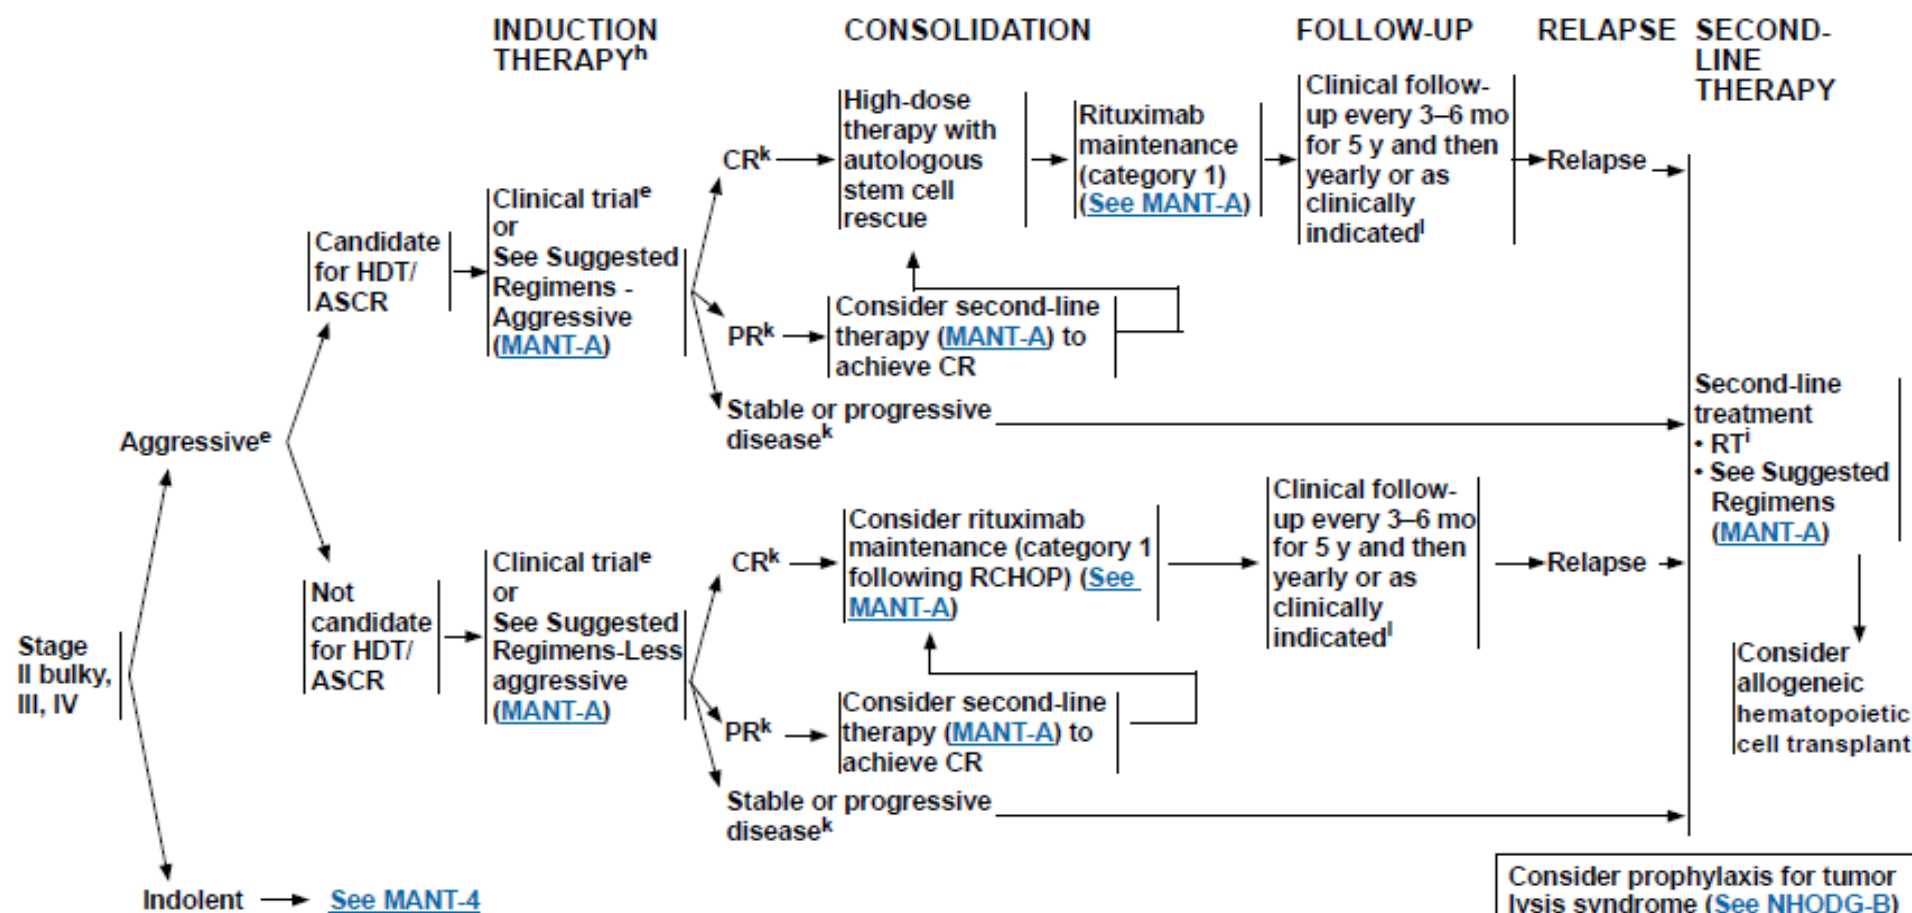 INDUCTION
THERAPYʰ
CONSOLIDATION
FOLLOW-UP
RELAPSE
SECOND-
LINE
THERAPY
Stage
II bulky,
III, IV
Aggressiveᵉ
Candidate
for HDT/
ASCR
Clinical trialᵉ
or
See Suggested
Regimens -
Aggressive
(MANT-A)
CRᵏ
High-dose
therapy with
autologous
stem cell
rescue
Rituximab
maintenance
(category 1)
(See MANT-A)
Clinical follow-
up every 3–6 mo
for 5 y and then
yearly or as
clinically
indicatedˡ
Relapse
PRᵏ
Consider second-line
therapy (MANT-A) to
achieve CR
Stable or progressive
diseaseᵏ
Not
candidate
for HDT/
ASCR
Clinical trialᵉ
or
See Suggested
Regimens-Less
aggressive
(MANT-A)
CRᵏ
Consider rituximab
maintenance (category 1
following RCHOP) (See
MANT-A)
Clinical follow-
up every 3–6 mo
for 5 y and then
yearly or as
clinically
indicatedˡ
Relapse
PRᵏ
Consider second-line
therapy (MANT-A) to
achieve CR
Stable or progressive
diseaseᵏ
Second-line
treatment
• RTⁱ
• See Suggested
Regimens
(MANT-A)
Consider
allogeneic
hematopoietic
cell transplant
Indolent
See MANT-4
Consider prophylaxis for tumor
lysis syndrome (See NHODG-B)